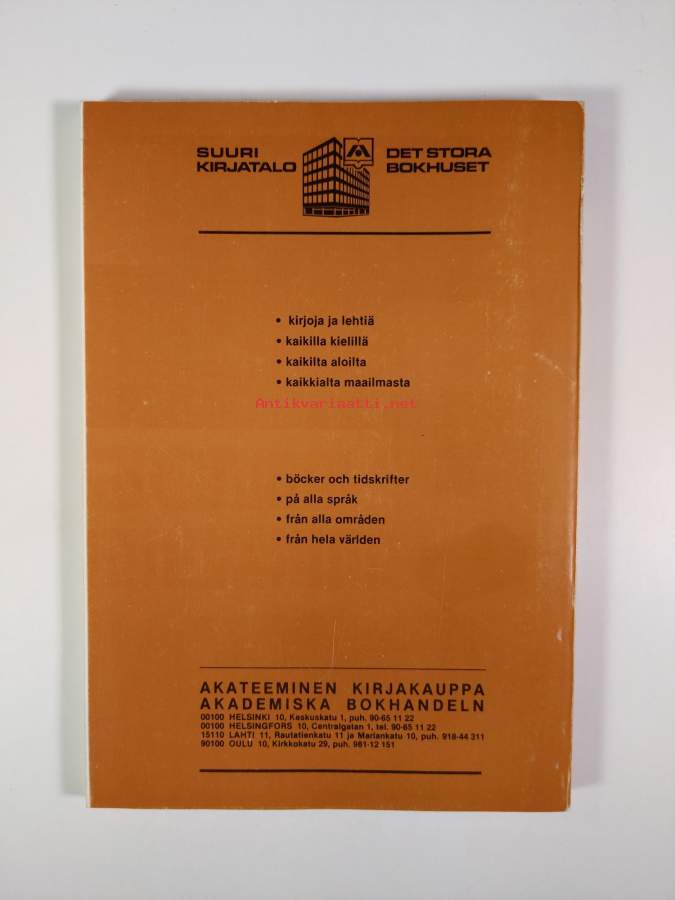 SUURI
KIRJATALO
DET STORA
BOKHUSET
• kirjoja ja lehtiä
• kaikilla kielillä
• kaikilta aloilta
• kaikkialta maailmasta
Antikvariaatti.net
• böcker och tidskrifter
• på alla språk
• från alla områden
• från hela världen
AKATEEMINEN KIRJAKAUPPA
AKADEMISKA BOKHANDELN
00100 HELSINKI 10, Keskuskatu 1, puh. 90-65 11 22
00100 HELSINGFORS 10, Centralgatan 1, tel. 90-65 11 22
15110 LAHTI 11, Rautatienkatu 11 ja Mariankatu 10, puh. 918-44 311
90100 OULU 10, Kirkkokatu 29, puh. 981-12 151